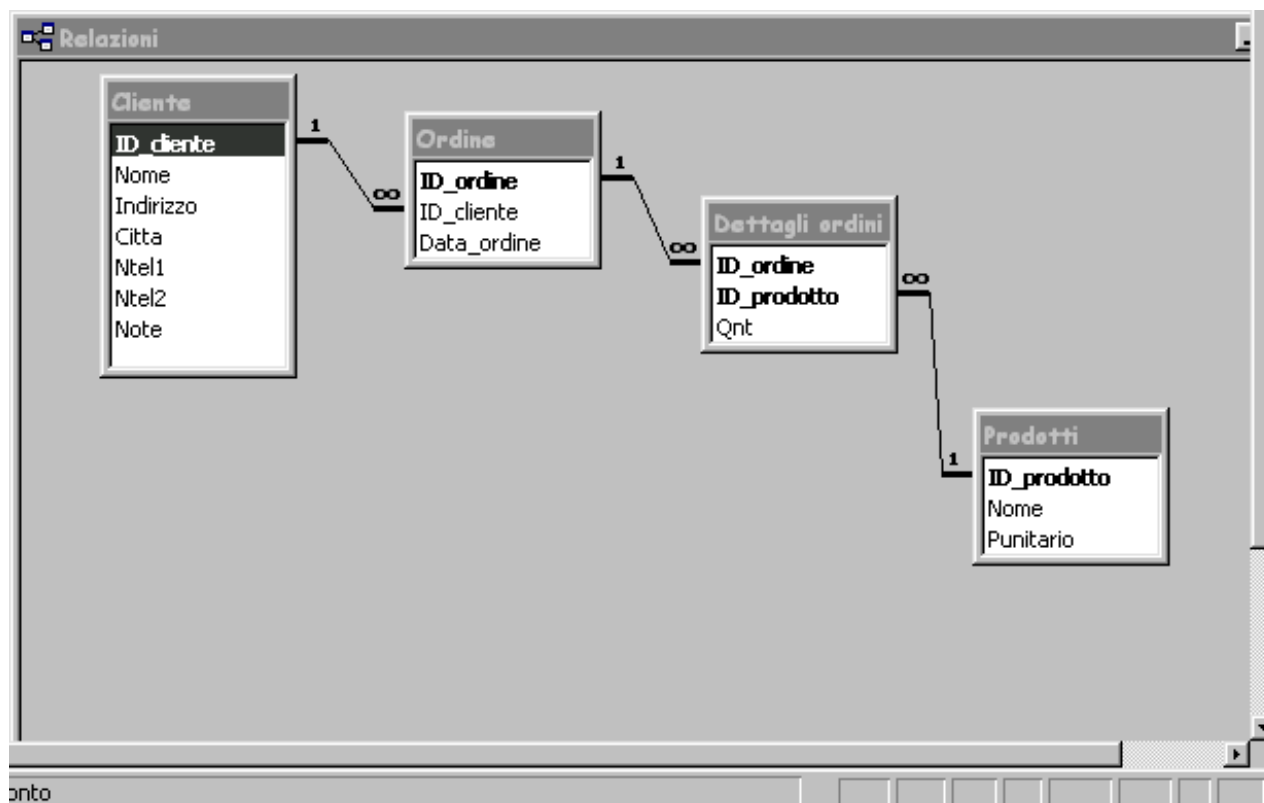 Relazioni
Cliente
ID_cliente
Nome
Indirizzo
Citta
Ntel1
Ntel2
Note
1
∞
Ordine
ID_ordine
ID_cliente
Data_ordine
1
∞
Dettagli ordini
ID_ordine
ID_prodotto
Qnt
∞
1
Prodotti
ID_prodotto
Nome
Punitario
onto